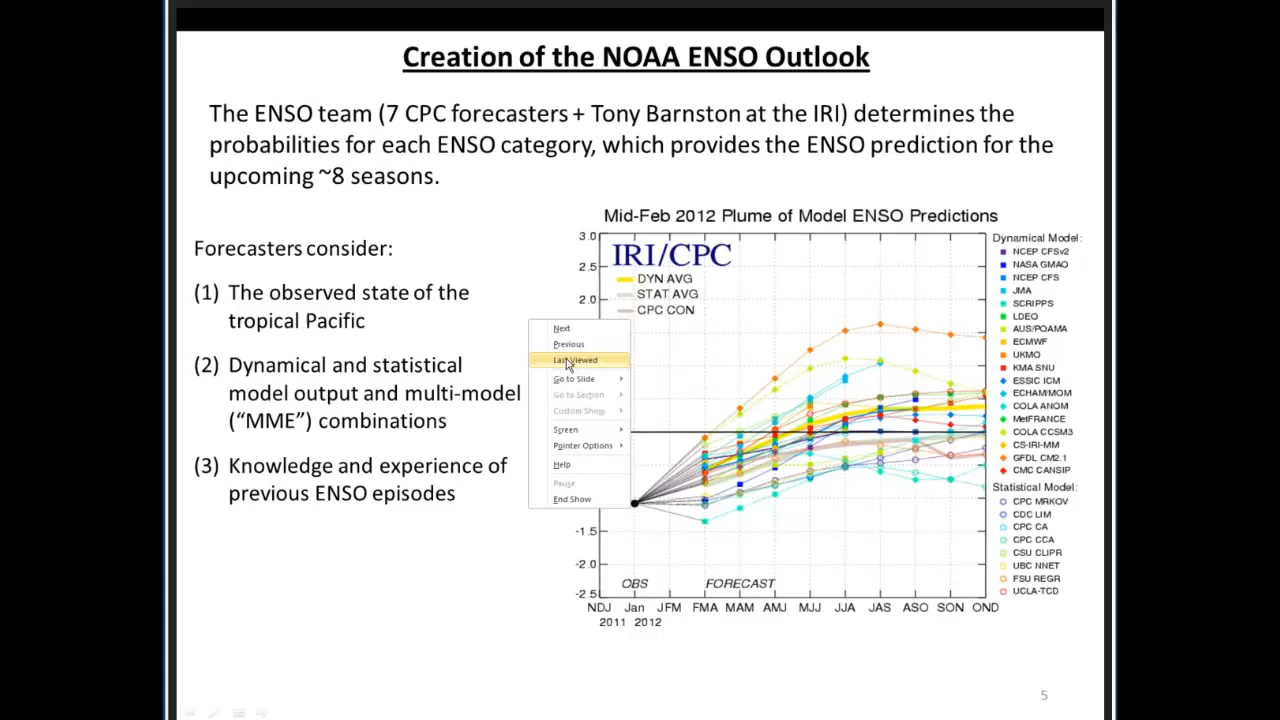 Creation of the NOAA ENSO Outlook
The ENSO team (7 CPC forecasters + Tony Barnston at the IRI) determines the
probabilities for each ENSO category, which provides the ENSO prediction for the
upcoming ~8 seasons.
Forecasters consider:
(1) The observed state of the
tropical Pacific
(2) Dynamical and statistical
model output and multi-model
("MME") combinations
(3) Knowledge and experience of
previous ENSO episodes
Next
Previous
Last Viewed
Go to Slide
Go to Section
Custom Show
Screen
Pointer Options
Help
Pause
End Show
Mid-Feb 2012 Plume of Model ENSO Predictions
IRI/CPC
DYN AVG
STAT AVG
CPC CON
3.0
2.5
2.0
-1.5
-2.0
-2.5
OBS
FORECAST
NDJ Jan JFM FMA MAM AMJ MJJ JJA JAS ASO SON OND
2011 2012
Dynamical Model:
NCEP CFSv2
NASA GMAO
NCEP CFS
JMA
SCRIPPS
LDEO
AUS/POAMA
ECMWF
UKMO
KMA SNU
ESSIC ICM
ECHAM/MOM
COLA ANOM
MetFRANCE
COLA CCSM3
CS-IRI-MM
GFDL CM2.1
CMC CANSIP
Statistical Model:
CPC MRKOV
CDC LIM
CPC CA
CPC CCA
CSU CLIPR
UBC NNET
FSU REGR
UCLA-TCD
5